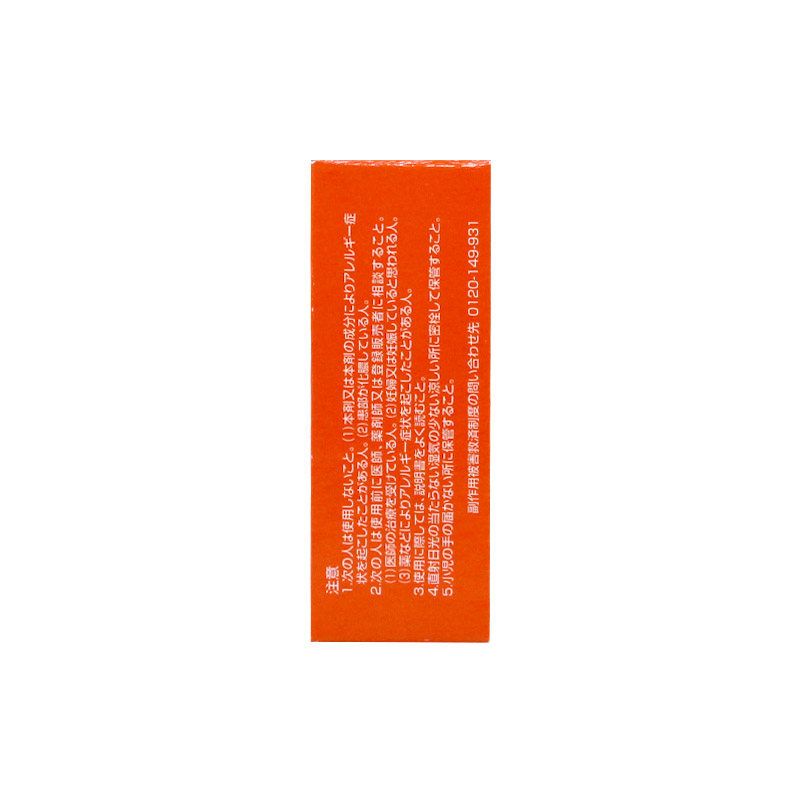 注意
1.次の人は使用しないこと。(1)本剤又は本剤の成分によりアレルギー症
状を起こしたことがある人。(2)患部が化膿している人。
2.次の人は使用前に医師、薬剤師又は登録販売者に相談すること。
(1)医師の治療を受けている人。(2)妊婦又は妊娠していると思われる人。
(3)薬などによりアレルギー症状を起こしたことがある人。
3.使用に際しては、説明書をよく読むこと。
4.直射日光の当たらない湿気の少ない涼しい所に密栓して保管すること。
5.小児の手の届かない所に保管すること。
副作用被害救済制度の問い合わせ先 0120-149-931